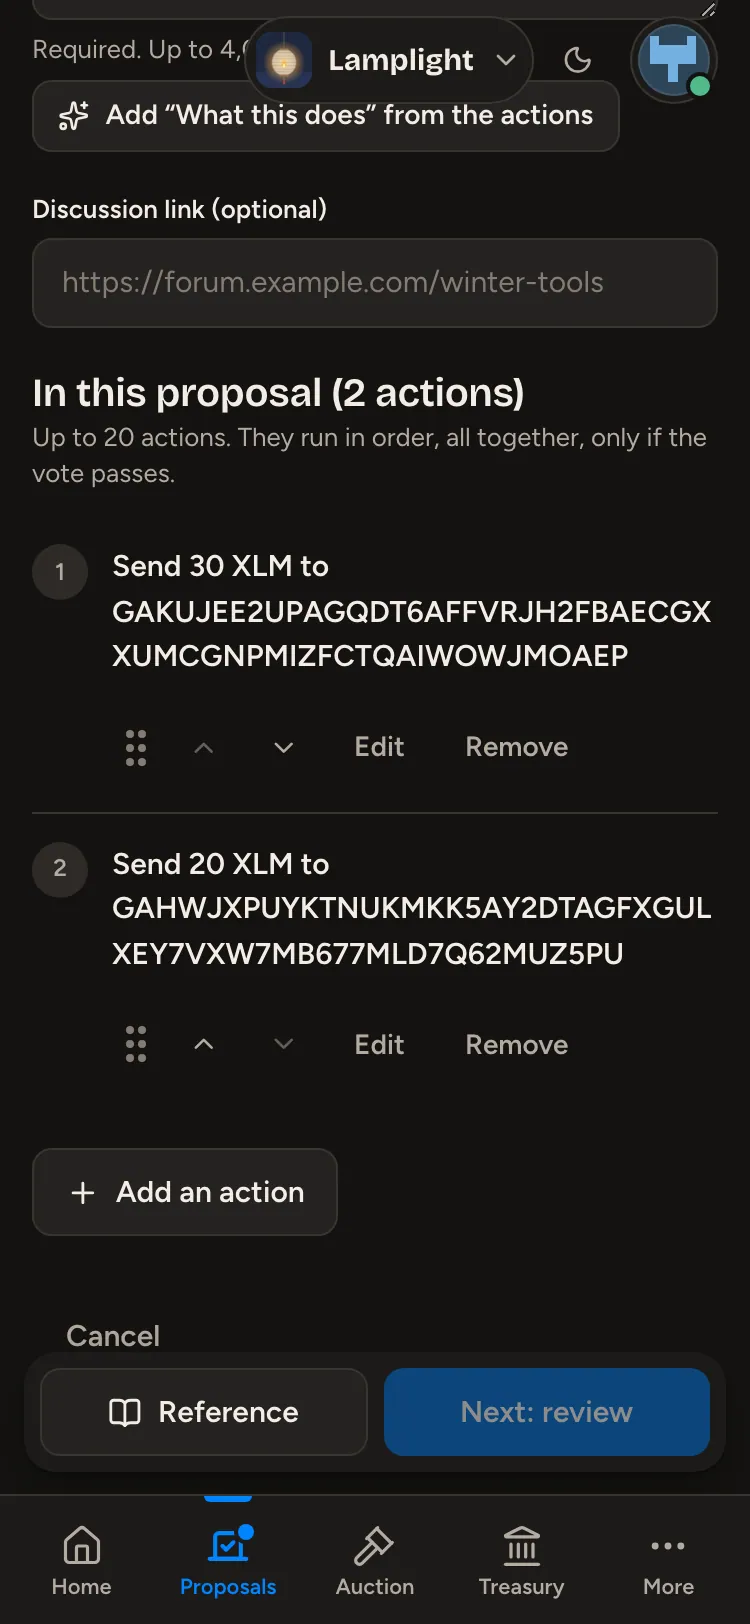 Lamplight
Required. Up to 4,
Add “What this does” from the actions
Discussion link (optional)
https://forum.example.com/winter-tools
In this proposal (2 actions)
Up to 20 actions. They run in order, all together, only if the
vote passes.
1
Send 30 XLM to
GAKUJEE2UPAGQDT6AFFVRJH2FBAECGX
XUMCGNPMIZFCTQAIWOWJMOAEP
Edit Remove
2
Send 20 XLM to
GAHWJXPUYKTNUKMKK5AY2DTAGFXGUL
XEY7VXW7MB677MLD7Q62MUZ5PU
Edit Remove
Add an action
Cancel
Reference Next: review
Home Proposals Auction Treasury More